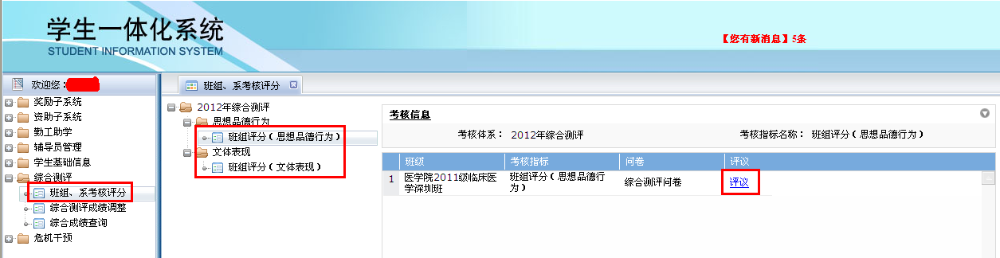 学生一体化系统
STUDENT INFORMATION SYSTEM
【您有新消息】5条
欢迎您：
奖励子系统
资助子系统
勤工助学
辅导员管理
学生基础信息
综合测评
班组、系考核评分
综合测评成绩调整
综合成绩查询
危机干预
班组、系考核评分
2012年综合测评
思想品德行为
班组评分（思想品德行为）
文体表现
班组评分（文体表现）
考核信息
考核体系： 2012年综合测评 考核指标名称： 班组评分（思想品德行为）
班级 考核指标 问卷 评议
1 医学院2011级临床医学深圳班 班组评分（思想品德行为） 综合测评问卷 评议